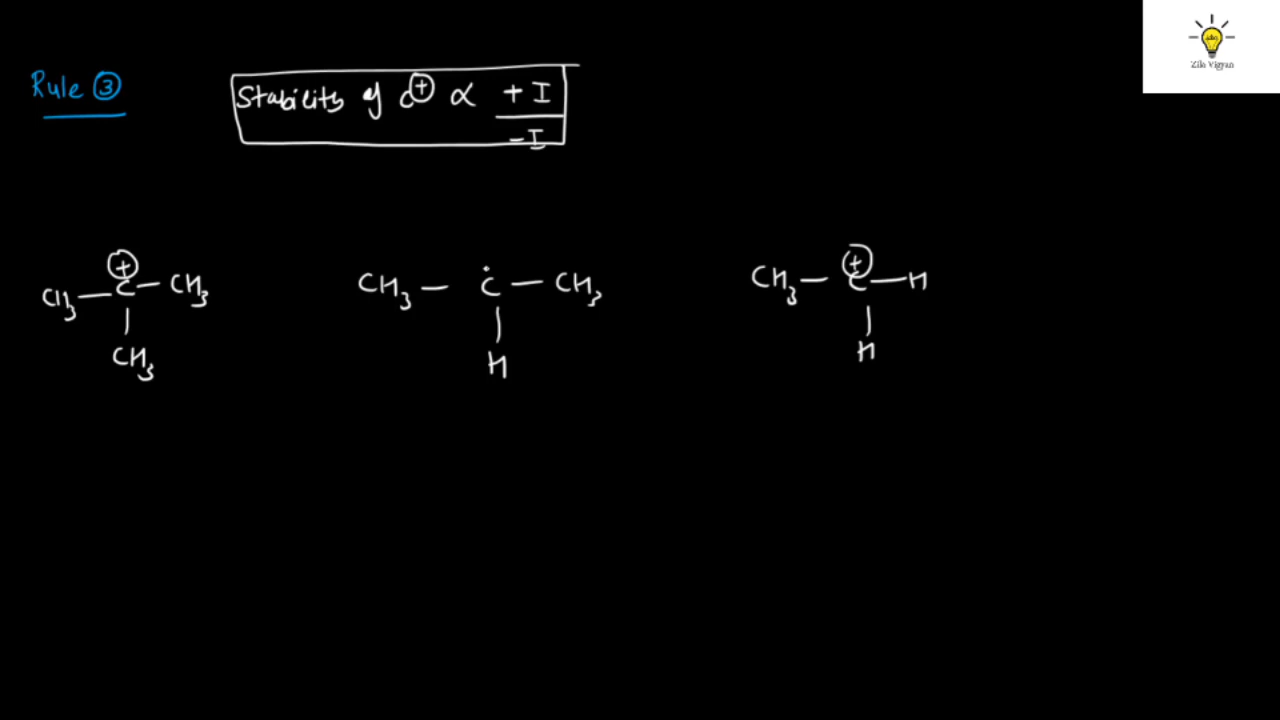 Zila Vigyan
Rule ③
Stability of C⊕ ∝ +I
-I
⊕ ⊕
CH3 — C — CH3 CH3 — Ċ — CH3 CH3 — C — H
| | |
CH3 H H